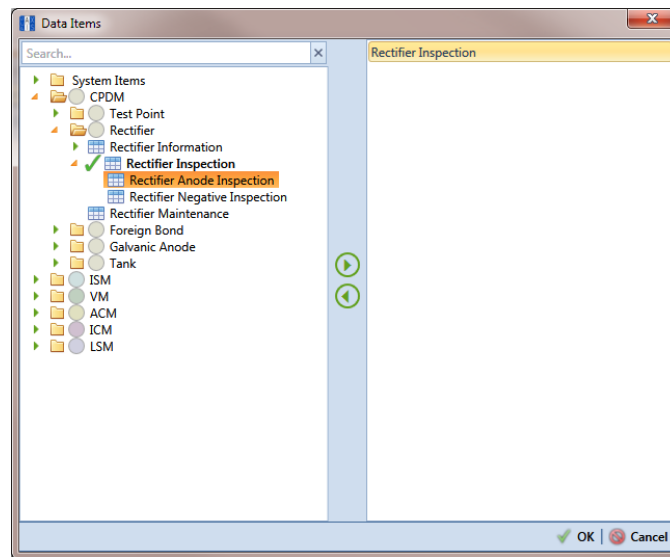 Data Items
Search...
Rectifier Inspection
System Items
CPDM
Test Point
Rectifier
Rectifier Information
Rectifier Inspection
Rectifier Anode Inspection
Rectifier Negative Inspection
Rectifier Maintenance
Foreign Bond
Galvanic Anode
Tank
ISM
VM
ACM
ICM
LSM
OK | Cancel